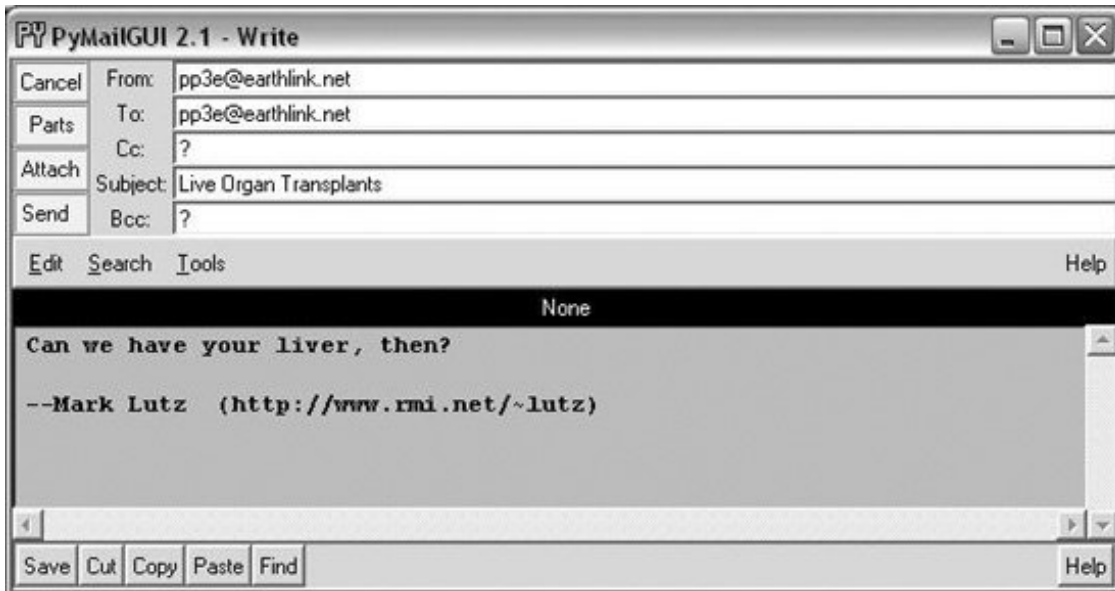 PY PyMailGUI 2.1 - Write
Cancel From: pp3e@earthlink.net
Parts To: pp3e@earthlink.net
Cc: ?
Attach Subject: Live Organ Transplants
Send Bcc: ?
Edit Search Tools Help
None
Can we have your liver, then?
--Mark Lutz (http://www.rmi.net/~lutz)
Save Cut Copy Paste Find Help